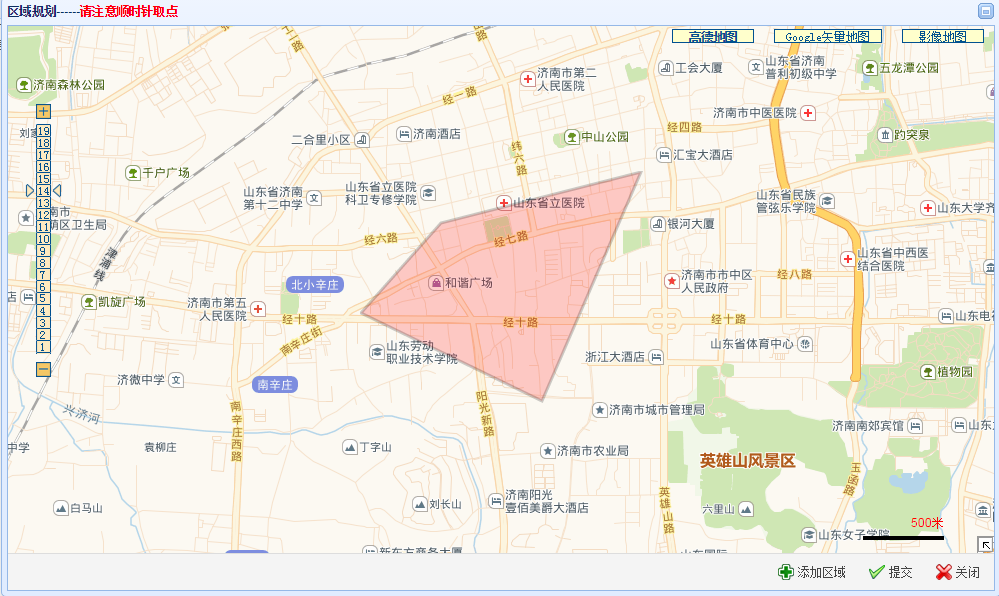 区域规划------请注意顺时针取点
高德地图
Google矢量地图
影像地图
济南森林公园
经一路
济南市第二
人民医院
工会大厦
山东省济南
普利初级中学
五龙潭公园
济南市中医医院
二合里小区
济南酒店
纬六路
中山公园
经四路
趵突泉
汇宝大酒店
千户广场
山东省济南
第十二中学
山东省立医院
科卫专修学院
山东省立医院
山东省民族
管弦乐学院
山东大学齐
银河大厦
经六路
经七路
津浦线
山东省中西医
结合医院
北小辛庄
和谐广场
济南市市中区
人民政府
经八路
凯旋广场
济南市第五
人民医院
经十路
经十路
经十路
山东电
南辛庄街
山东劳动
职业技术学院
浙江大酒店
山东省体育中心
济微中学
南辛庄
植物园
兴济河
南辛庄西路
阳光新路
济南市城市管理局
济南南郊宾馆
山东
中学
袁柳庄
丁字山
济南市农业局
英雄山风景区
玉函路
白马山
刘长山
济南阳光
壹佰美爵大酒店
英雄山路
六里山
500米
山东女子学院
新东方商务大厦
19
18
17
16
15
14
13
12
11
10
9
8
7
6
5
4
3
2
1
添加区域
提交
关闭